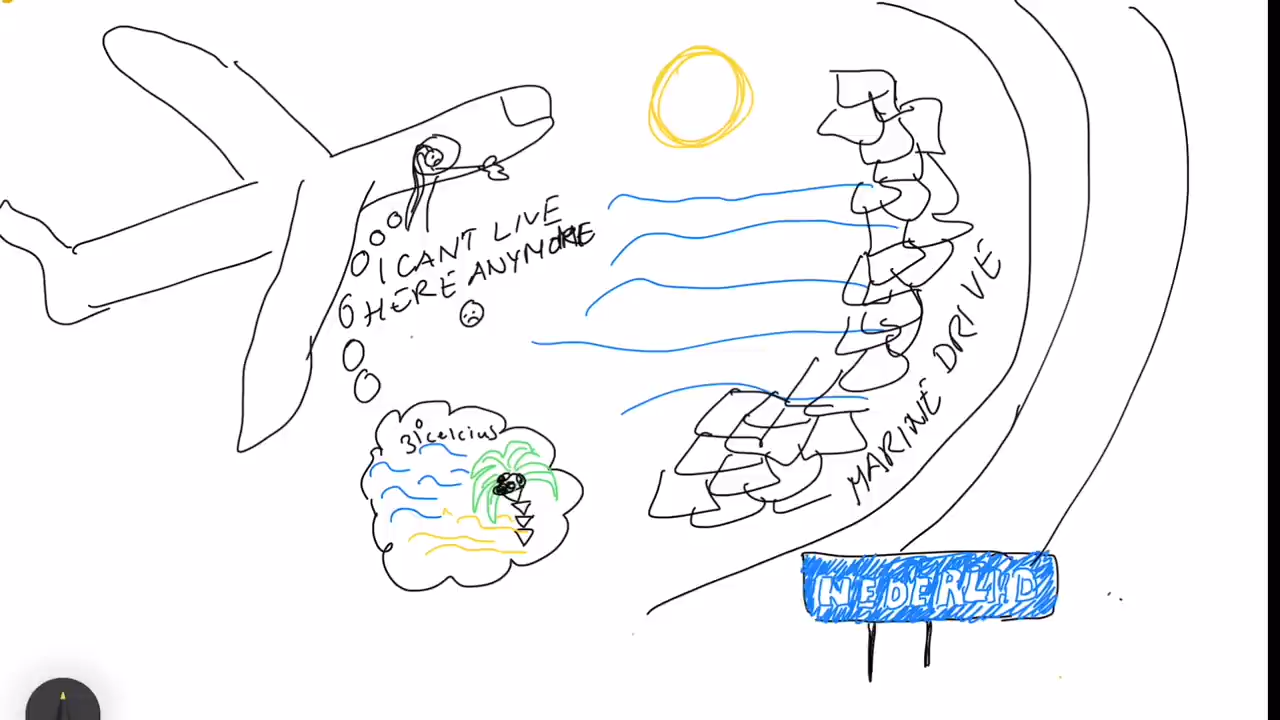 I CANT LIVE
HERE ANYMORE
31° celcius
MARINE DRIVE
NEDERLND